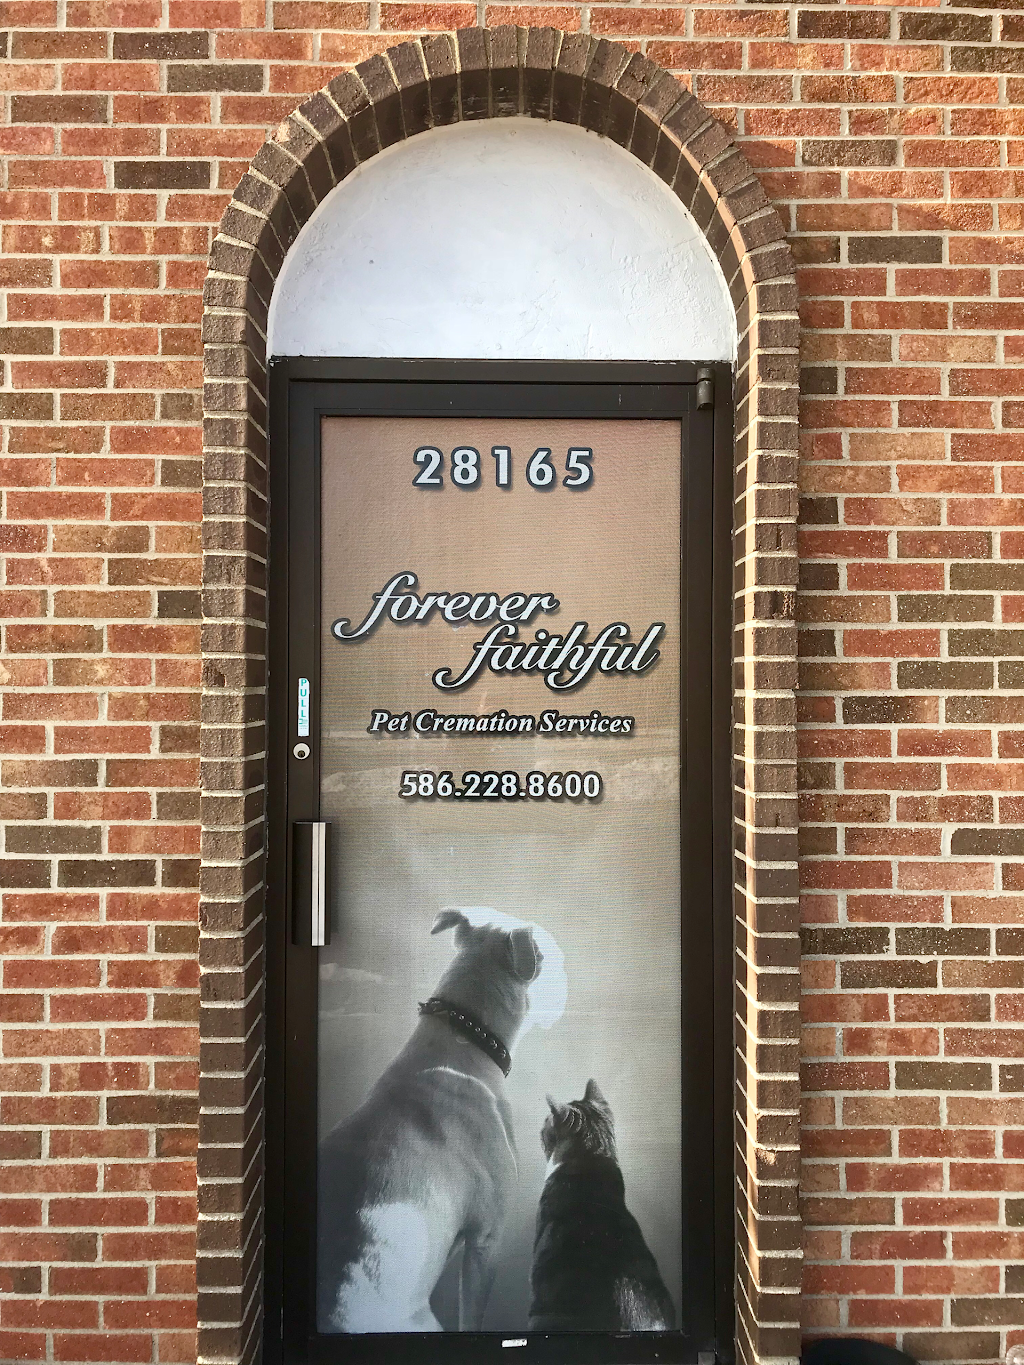 28165
forever
faithful
Pet Cremation Services
PULL
586.228.8600